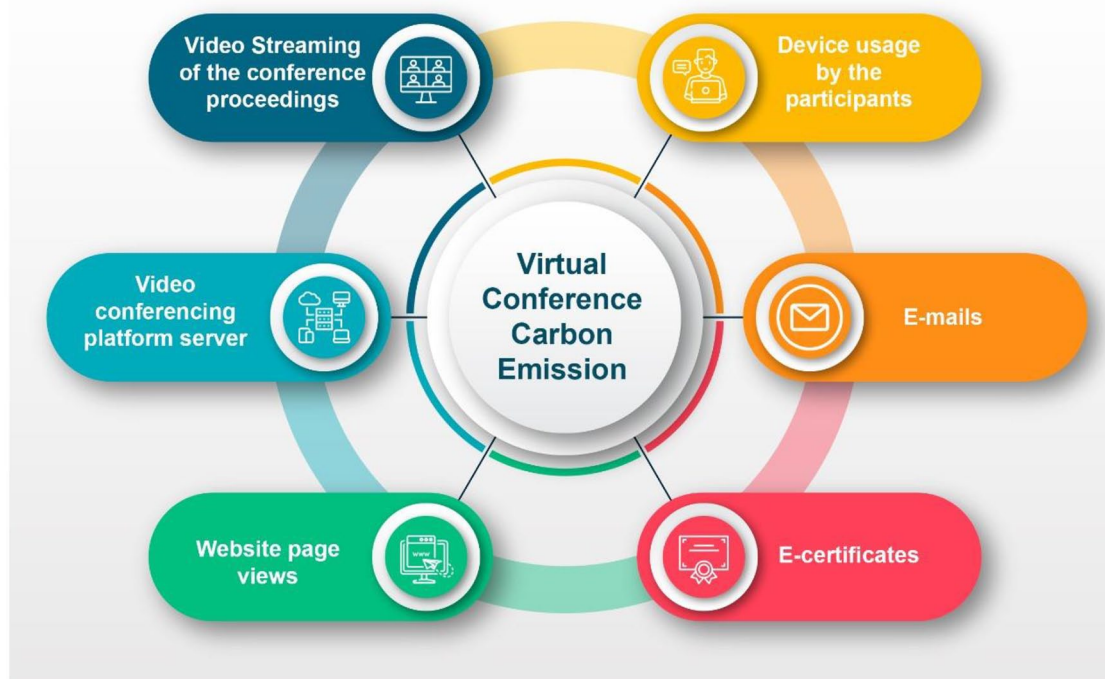 Video Streaming
of the conference
proceedings
Device usage
by the
participants
Video
conferencing
platform server
Virtual
Conference
Carbon
Emission
E-mails
Website page
views
www
E-certificates